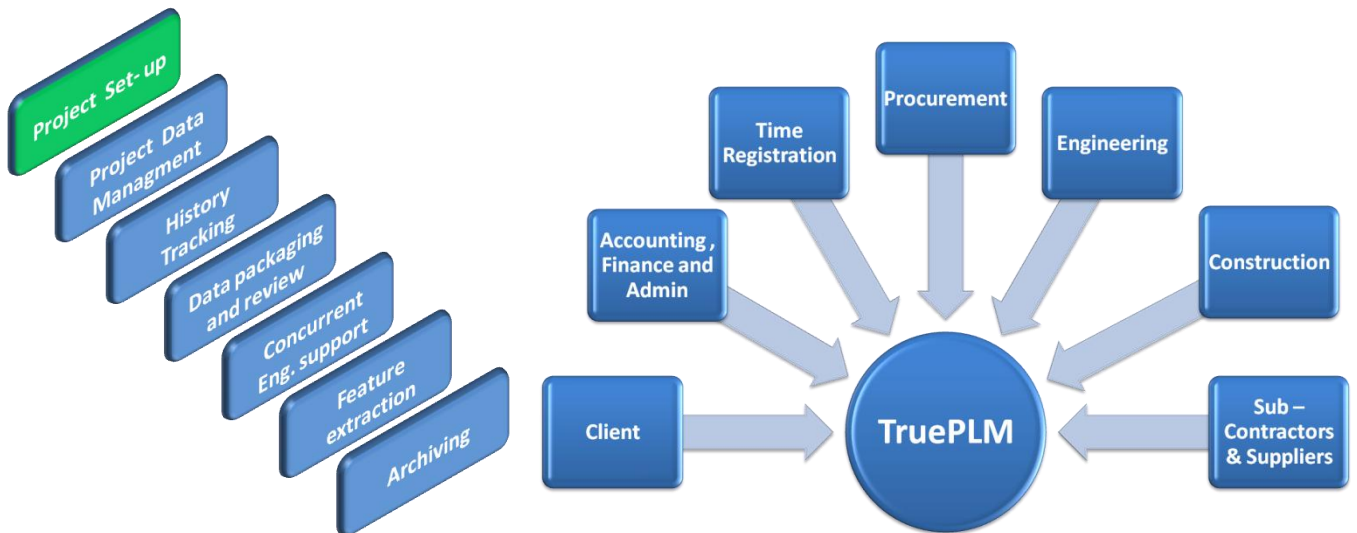 Project Set- up
Project Data
Managment
History
Tracking
Data packaging
and review
Concurrent
Eng. support
Feature
extraction
Archiving
Procurement
Time
Registration
Engineering
Accounting ,
Finance and
Admin
Construction
Client
TruePLM
Sub –
Contractors
& Suppliers